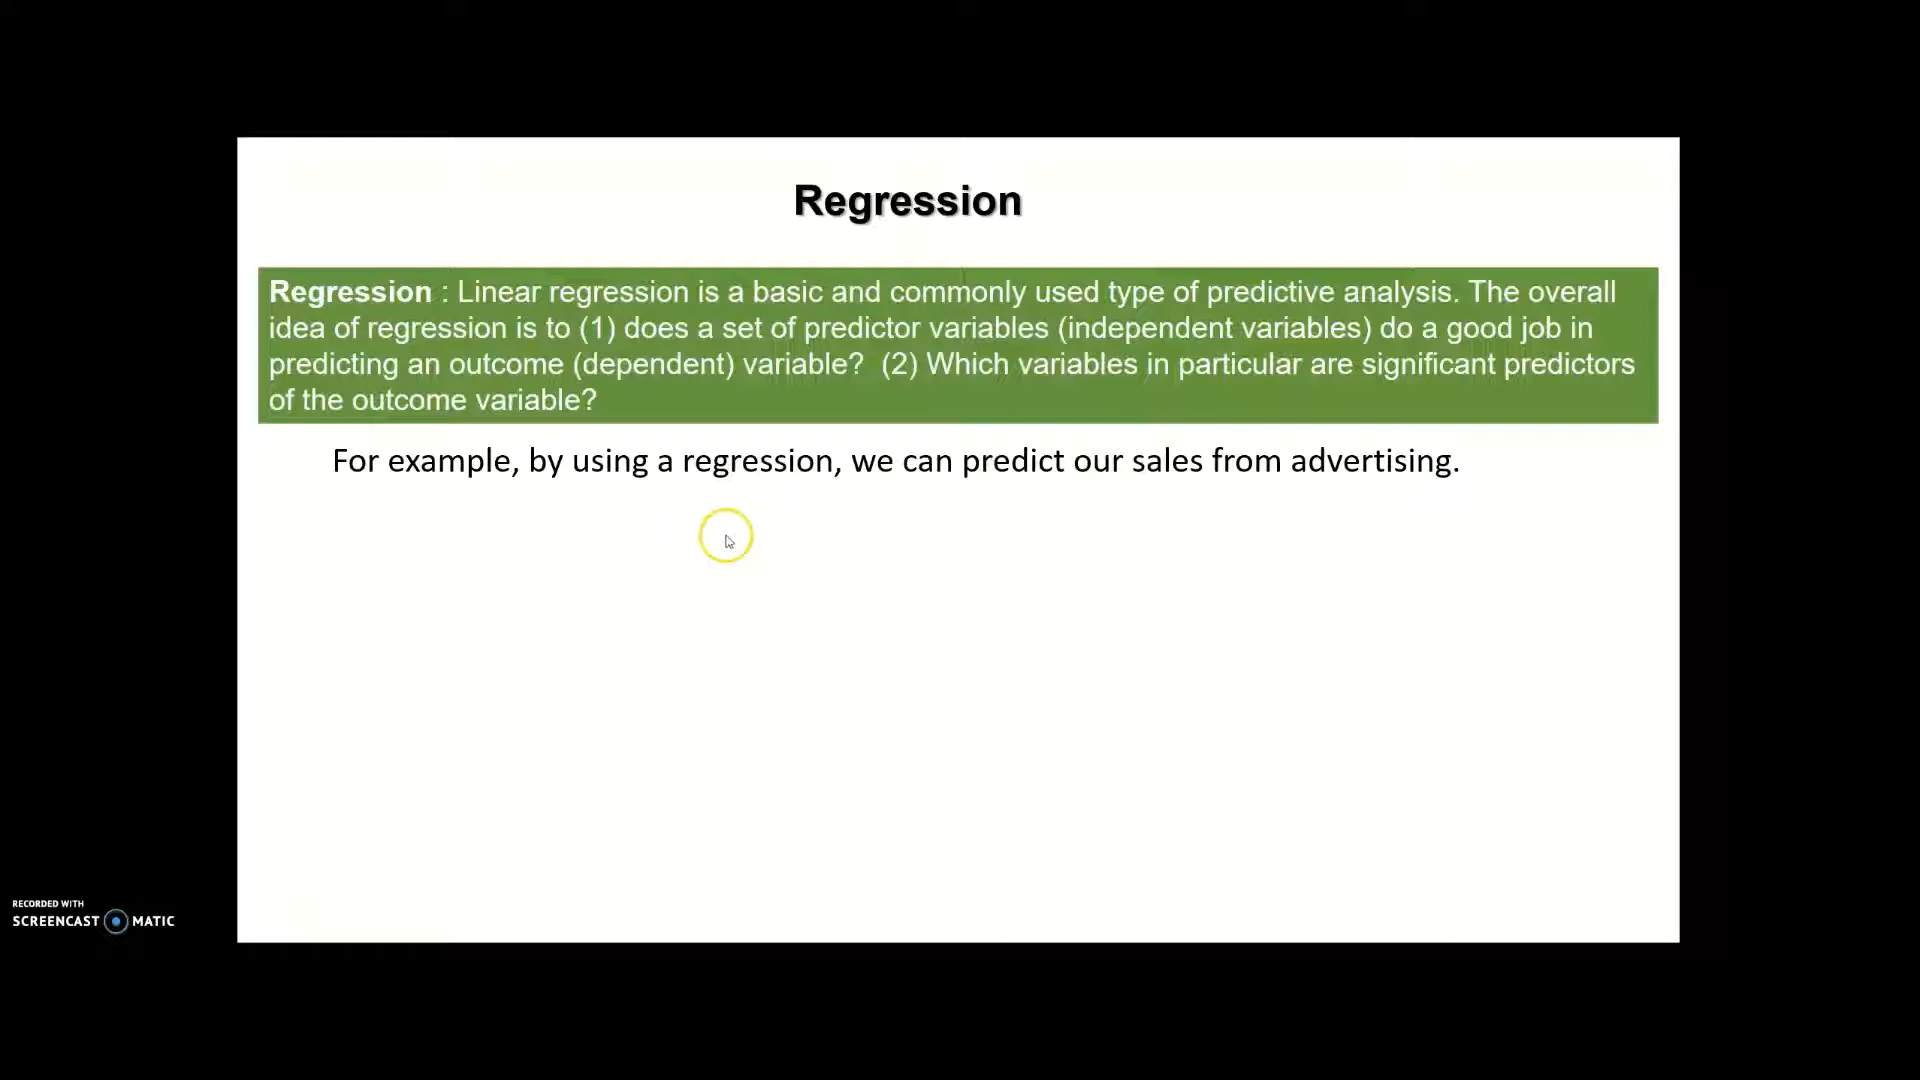 Regression
Regression : Linear regression is a basic and commonly used type of predictive analysis. The overall
idea of regression is to (1) does a set of predictor variables (independent variables) do a good job in
predicting an outcome (dependent) variable?  (2) Which variables in particular are significant predictors
of the outcome variable?
For example, by using a regression, we can predict our sales from advertising.
RECORDED WITH
SCREENCAST MATIC